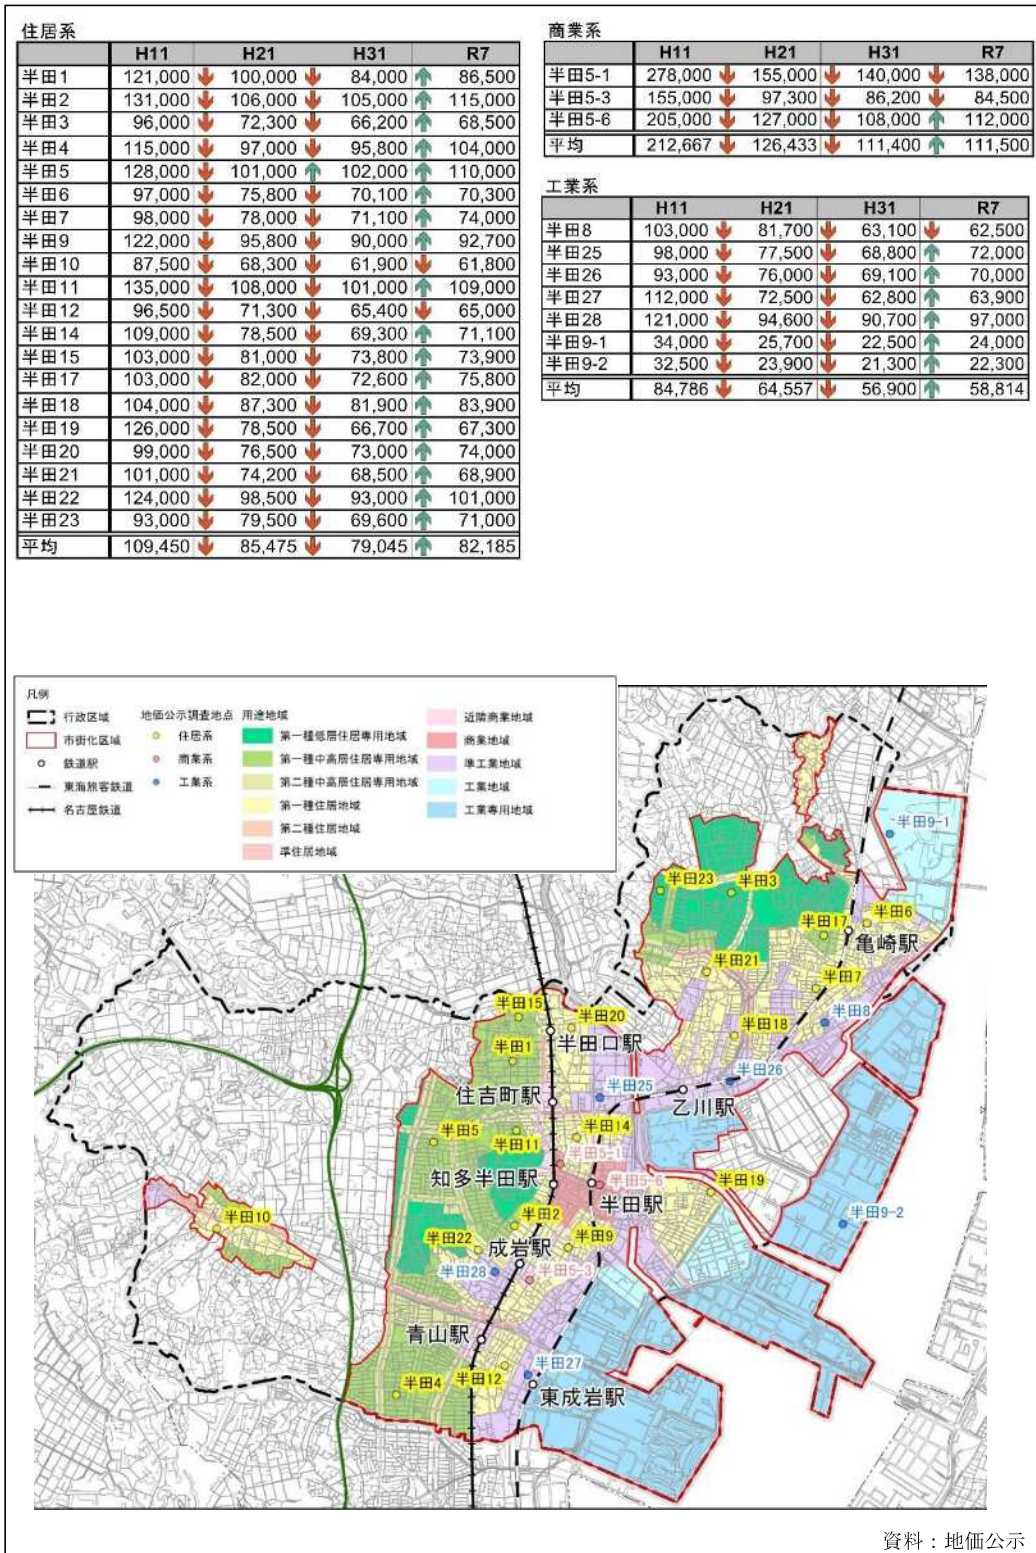 住居系
H11 H21 H31 R7
半田1 121,000 100,000 84,000 86,500
半田2 131,000 106,000 105,000 115,000
半田3 96,000 72,300 66,200 68,500
半田4 115,000 97,000 95,800 104,000
半田5 128,000 101,000 102,000 110,000
半田6 97,000 75,800 70,100 70,300
半田7 98,000 78,000 71,100 74,000
半田9 122,000 95,800 90,000 92,700
半田10 87,500 68,300 61,900 61,800
半田11 135,000 108,000 101,000 109,000
半田12 96,500 71,300 65,400 65,000
半田14 109,000 78,500 69,300 71,100
半田15 103,000 81,000 73,800 73,900
半田17 103,000 82,000 72,600 75,800
半田18 104,000 87,300 81,900 83,900
半田19 126,000 78,500 66,700 67,300
半田20 99,000 76,500 73,000 74,000
半田21 101,000 74,200 68,500 68,900
半田22 124,000 98,500 93,000 101,000
半田23 93,000 79,500 69,600 71,000
平均 109,450 85,475 79,045 82,185
商業系
H11 H21 H31 R7
半田5-1 278,000 155,000 140,000 138,000
半田5-3 155,000 97,300 86,200 84,500
半田5-6 205,000 127,000 108,000 112,000
平均 212,667 126,433 111,400 111,500
工業系
H11 H21 H31 R7
半田8 103,000 81,700 63,100 62,500
半田25 98,000 77,500 68,800 72,000
半田26 93,000 76,000 69,100 70,000
半田27 112,000 72,500 62,800 63,900
半田28 121,000 94,600 90,700 97,000
半田9-1 34,000 25,700 22,500 24,000
半田9-2 32,500 23,900 21,300 22,300
平均 84,786 64,557 56,900 58,814
凡例
行政区域
市街化区域
鉄道駅
東海旅客鉄道
名古屋鉄道
地価公示調査地点
住居系
商業系
工業系
用途地域
第一種低層住居専用地域
第一種中高層住居専用地域
第二種中高層住居専用地域
第一種住居地域
第二種住居地域
準住居地域
近隣商業地域
商業地域
準工業地域
工業地域
工業専用地域
半田9-1
半田23
半田3
半田6
半田17
亀崎駅
半田21
半田7
半田15
半田20
半田8
半田18
半田口駅
半田1
半田26
半田25
住吉町駅
乙川駅
半田5
半田11
半田14
半田5-1
知多半田駅
半田5-6
半田19
半田駅
半田10
半田2
半田9-2
半田22
成岩駅
半田9
半田28
半田5-3
青山駅
半田4
半田12
半田27
東成岩駅
資料：地価公示